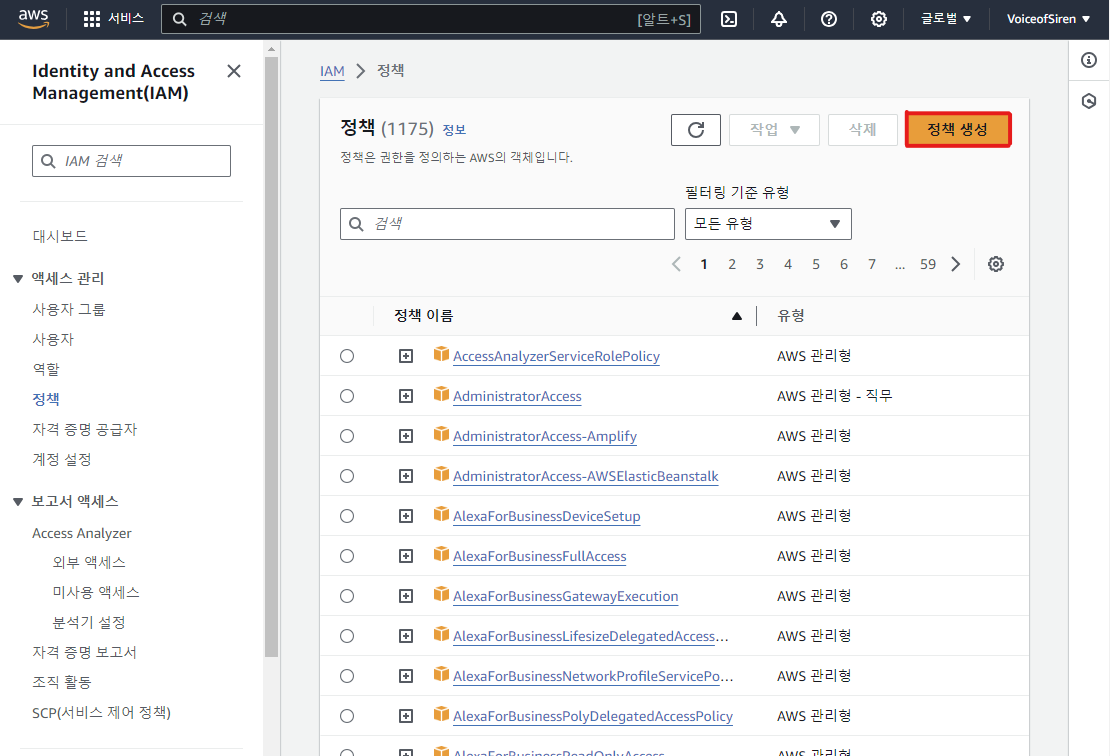 aws 서비스 검색 [알트+S] 글로벌 VoiceofSiren
Identity and Access
Management(IAM)
IAM 검색
대시보드
액세스 관리
사용자 그룹
사용자
역할
정책
자격 증명 공급자
계정 설정
보고서 액세스
Access Analyzer
외부 액세스
미사용 액세스
분석기 설정
자격 증명 보고서
조직 활동
SCP(서비스 제어 정책)
IAM > 정책
정책 (1175) 정보
작업
삭제
정책 생성
정책은 권한을 정의하는 AWS의 객체입니다.
필터링 기준 유형
검색
모든 유형
1 2 3 4 5 6 7 ... 59
정책 이름 유형
AccessAnalyzerServiceRolePolicy AWS 관리형
AdministratorAccess AWS 관리형 - 직무
AdministratorAccess-Amplify AWS 관리형
AdministratorAccess-AWSElasticBeanstalk AWS 관리형
AlexaForBusinessDeviceSetup AWS 관리형
AlexaForBusinessFullAccess AWS 관리형
AlexaForBusinessGatewayExecution AWS 관리형
AlexaForBusinessLifesizeDelegatedAccess... AWS 관리형
AlexaForBusinessNetworkProfileServicePo... AWS 관리형
AlexaForBusinessPolyDelegatedAccessPolicy AWS 관리형
AlexaForBusinessReadOnlyAccess AWS 관리형